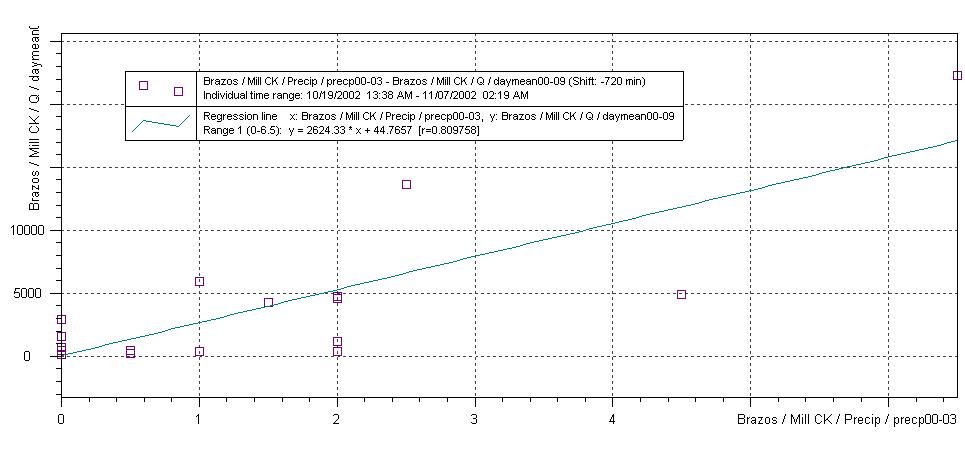 Brazos / Mill CK / Precip / precp00-03 - Brazos / Mill CK / Q / daymean00-09 (Shift: -720 min)
Individual time range: 10/19/2002 13:38 AM - 11/07/2002 02:19 AM
Regression line x: Brazos / Mill CK / Precip / precp00-03, y: Brazos / Mill CK / Q / daymean00-09
Range 1 (0-6.5): y = 2624.33 * x + 44.7657 [r=0.809758]
Brazos / Mill CK / Q / daymean
10000
5000
0
0 1 2 3 4 Brazos / Mill CK / Precip / precp00-03